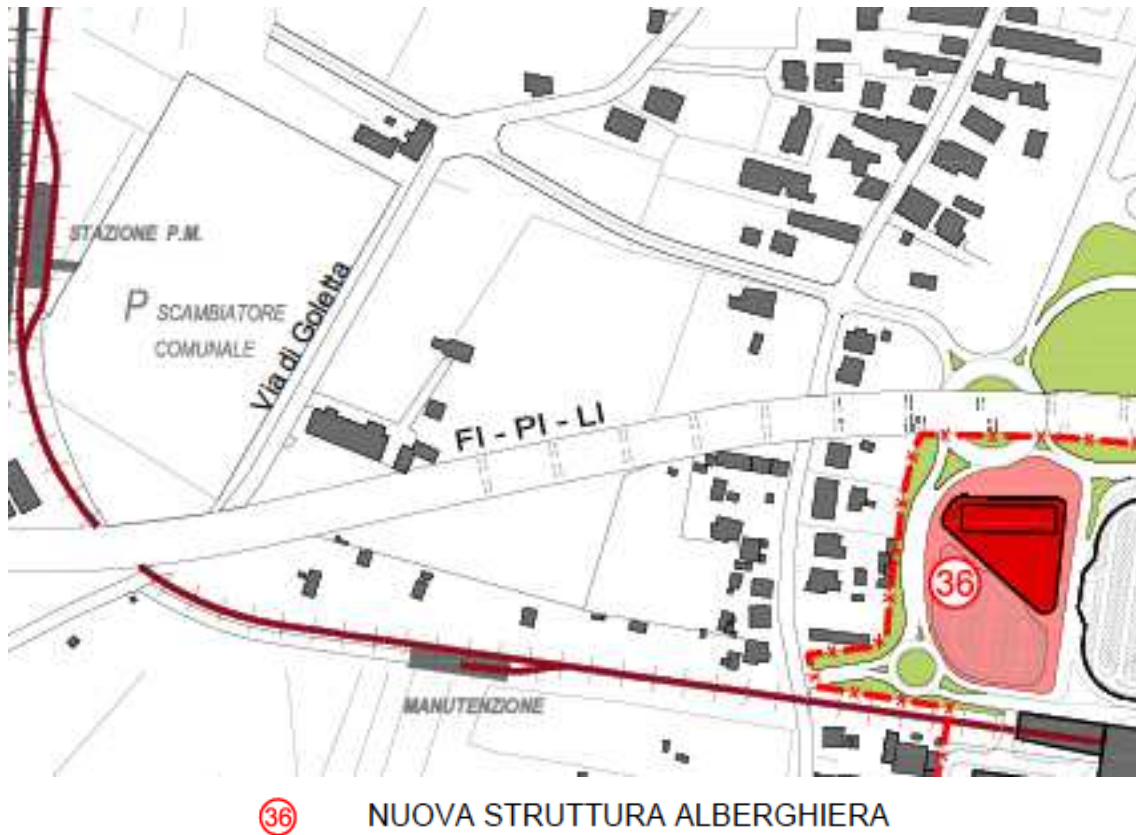 STAZIONE P.M.
P SCAMBIATORE
COMUNALE
Via di Goletta
FI - PI - LI
36
MANUTENZIONE
36 NUOVA STRUTTURA ALBERGHIERA